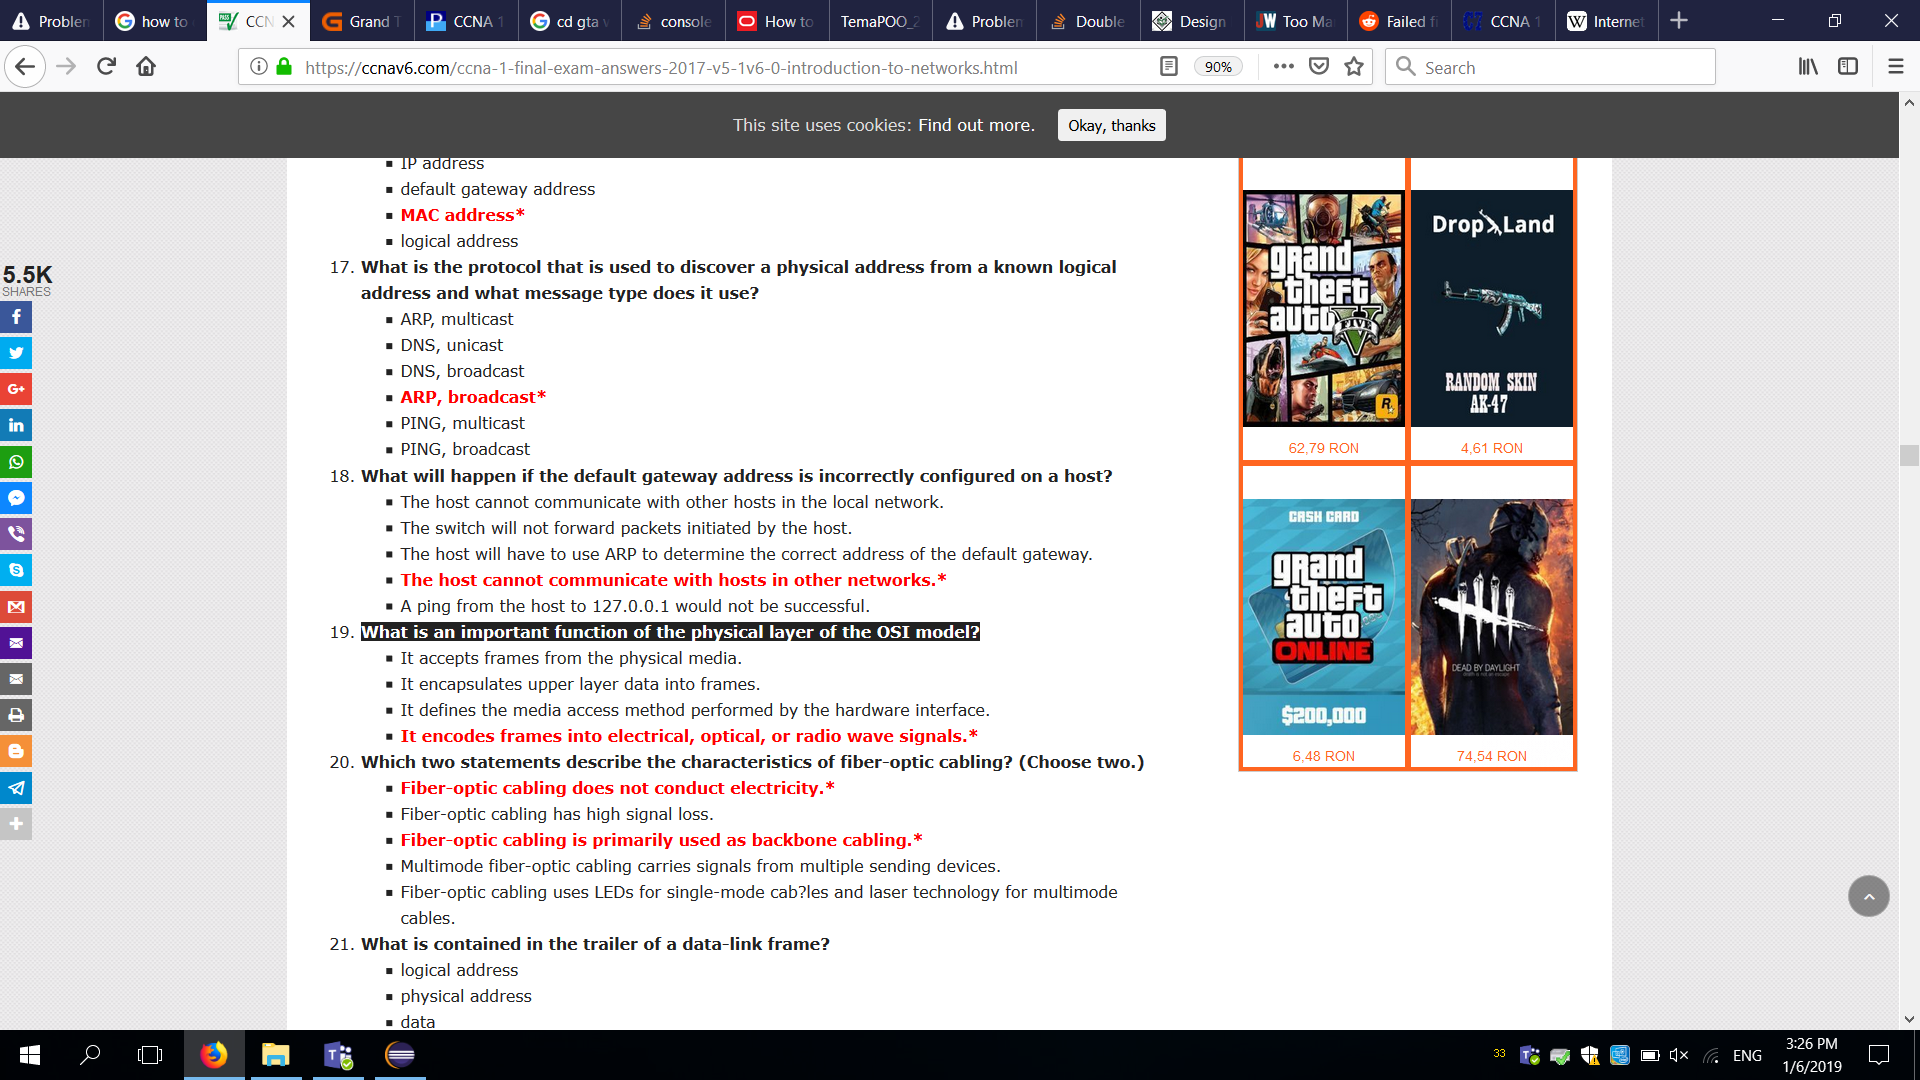 Problem
how to
CCN
Grand T
CCNA 1
cd gta v
console
How to
TemaPOO_2
Problem
Double
Design
Too Ma
Failed fi
CCNA 1
Internet
https://ccnav6.com/ccna-1-final-exam-answers-2017-v5-1v6-0-introduction-to-networks.html
90%
Search
This site uses cookies: Find out more.
Okay, thanks
IP address
default gateway address
MAC address*
logical address
17. What is the protocol that is used to discover a physical address from a known logical
address and what message type does it use?
ARP, multicast
DNS, unicast
DNS, broadcast
ARP, broadcast*
PING, multicast
PING, broadcast
18. What will happen if the default gateway address is incorrectly configured on a host?
The host cannot communicate with other hosts in the local network.
The switch will not forward packets initiated by the host.
The host will have to use ARP to determine the correct address of the default gateway.
The host cannot communicate with hosts in other networks.*
A ping from the host to 127.0.0.1 would not be successful.
19. What is an important function of the physical layer of the OSI model?
It accepts frames from the physical media.
It encapsulates upper layer data into frames.
It defines the media access method performed by the hardware interface.
It encodes frames into electrical, optical, or radio wave signals.*
20. Which two statements describe the characteristics of fiber-optic cabling? (Choose two.)
Fiber-optic cabling does not conduct electricity.*
Fiber-optic cabling has high signal loss.
Fiber-optic cabling is primarily used as backbone cabling.*
Multimode fiber-optic cabling carries signals from multiple sending devices.
Fiber-optic cabling uses LEDs for single-mode cab?les and laser technology for multimode
cables.
21. What is contained in the trailer of a data-link frame?
logical address
physical address
data
5.5K
SHARES
grand
theft
auto
FIVE
62,79 RON
Drop Land
RANDOM SKIN
AK-47
4,61 RON
CASH CARD
grand
theft
auto
ONLINE
$200,000
6,48 RON
DEAD BY DAYLIGHT
death is not an escape
74,54 RON
33
ENG
3:26 PM
1/6/2019